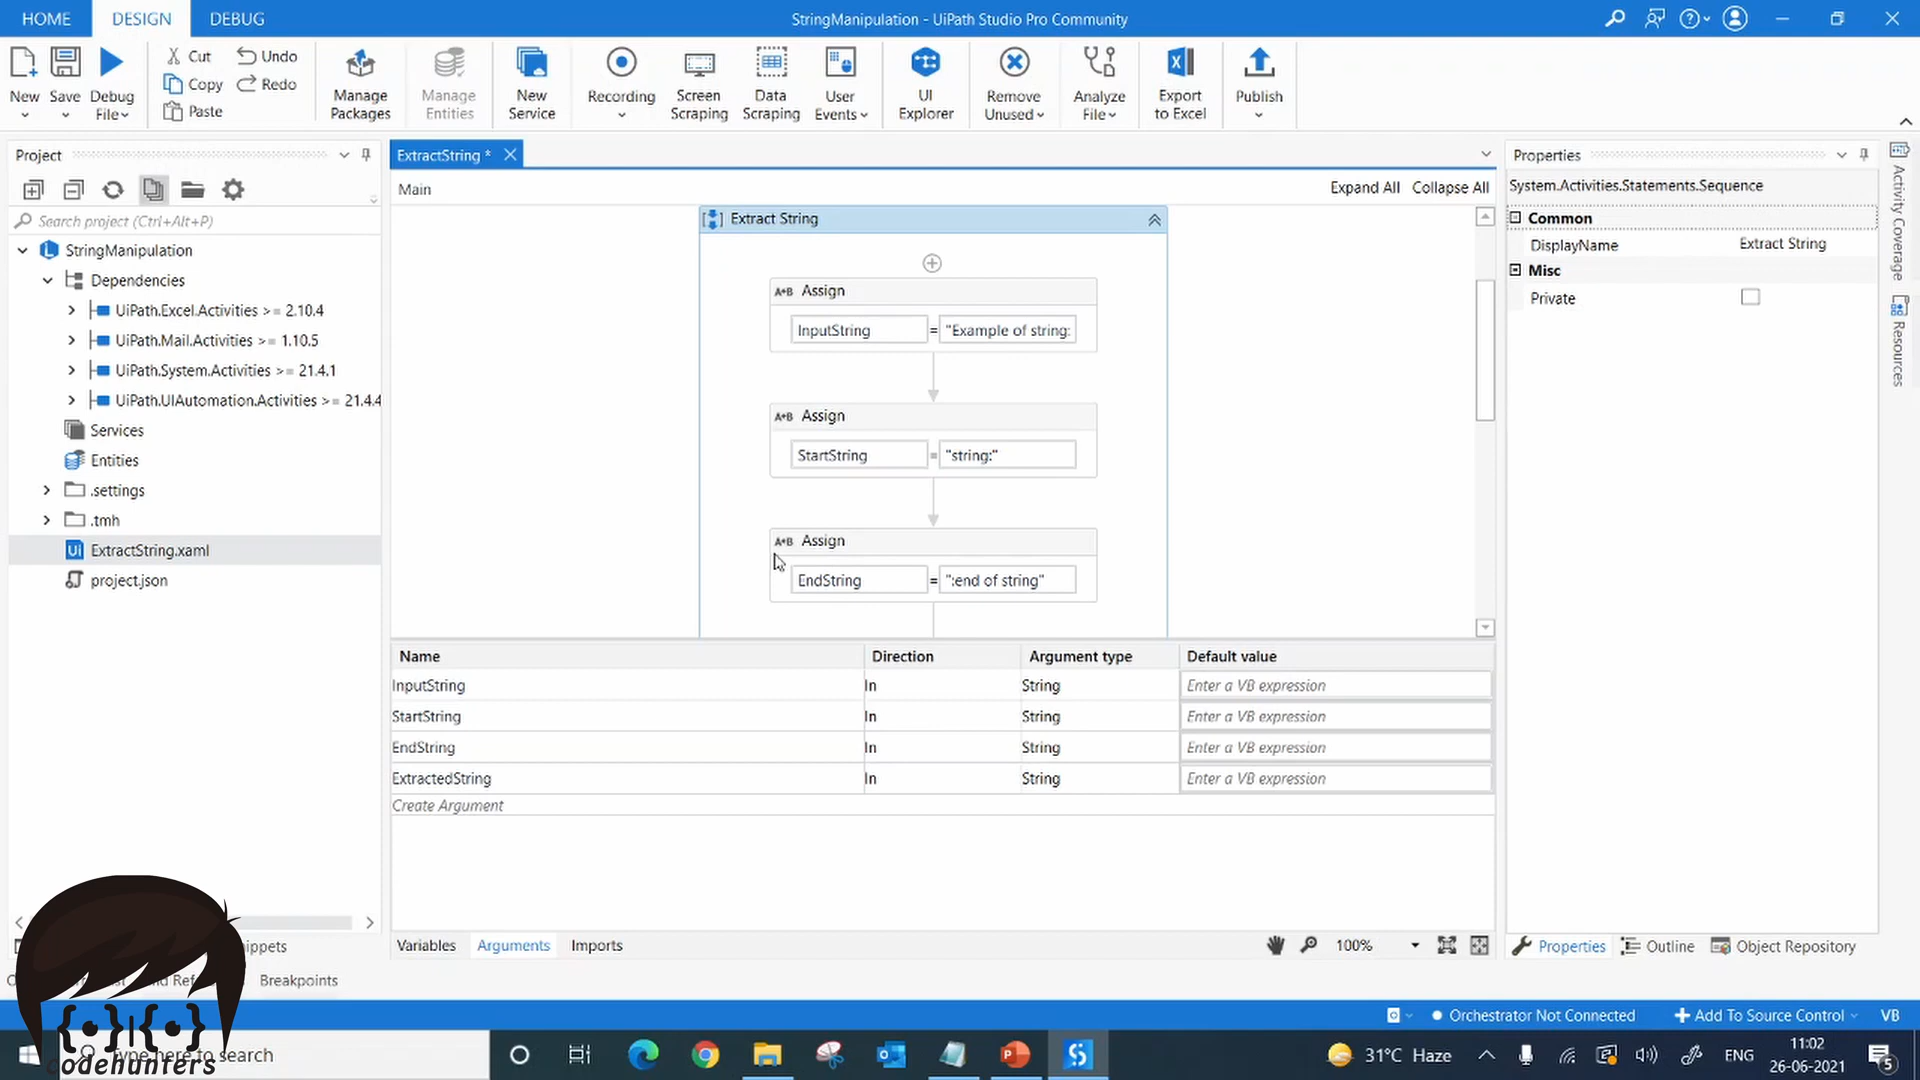 HOME DESIGN DEBUG
StringManipulation - UiPath Studio Pro Community
New
Save
Debug File
Cut
Copy
Paste
Undo
Redo
Manage Packages
Manage Entities
New Service
Recording
Screen Scraping
Data Scraping
User Events
UI Explorer
Remove Unused
Analyze File
Export to Excel
Publish
Project
Search project (Ctrl+Alt+P)
StringManipulation
Dependencies
UiPath.Excel.Activities >= 2.10.4
UiPath.Mail.Activities >= 1.10.5
UiPath.System.Activities >= 21.4.1
UiPath.UIAutomation.Activities >= 21.4.4
Services
Entities
.settings
.tmh
ExtractString.xaml
project.json
ExtractString *
Main
Expand All Collapse All
Extract String
A+B Assign
InputString = "Example of string:
A+B Assign
StartString = "string:"
A+B Assign
EndString = ":end of string"
Name Direction Argument type Default value
InputString In String Enter a VB expression
StartString In String Enter a VB expression
EndString In String Enter a VB expression
ExtractedString In String Enter a VB expression
Create Argument
Variables Arguments Imports
100%
Properties
System.Activities.Statements.Sequence
Common
DisplayName Extract String
Misc
Private
Activity Coverage
Resources
Properties Outline Object Repository
Breakpoints
Orchestrator Not Connected
Add To Source Control
VB
{•}|{•}
codehunters
Type here to search
31°C Haze
ENG
11:02
26-06-2021
5